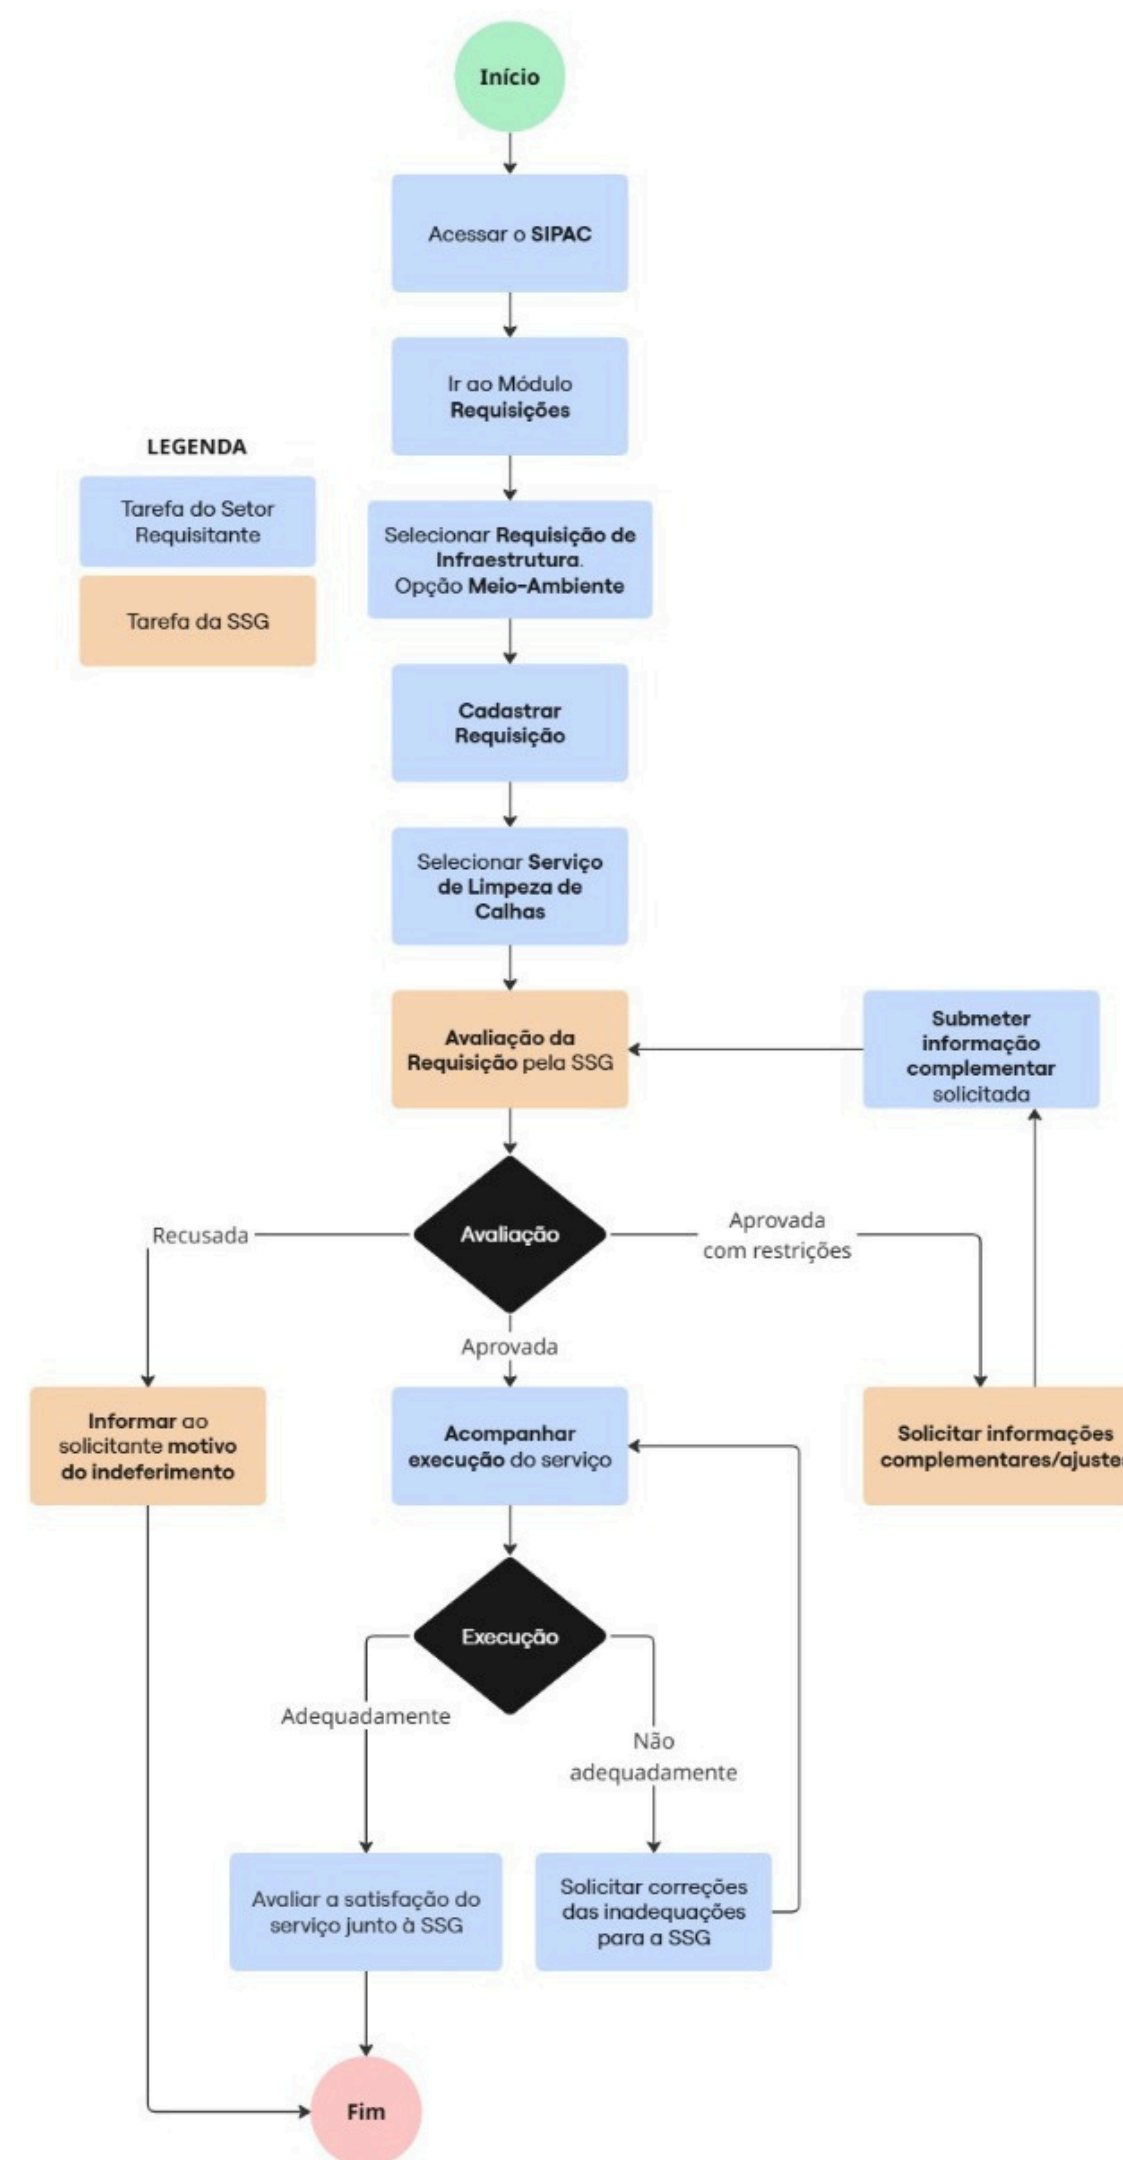 Início
Acessar o SIPAC
Ir ao Módulo
Requisições
LEGENDA
Tarefa do Setor
Requisitante
Tarefa da SSG
Selecionar Requisição de
Infraestrutura.
Opção Meio-Ambiente
Cadastrar
Requisição
Selecionar Serviço
de Limpeza de
Calhas
Avaliação da
Requisição pela SSG
Submeter
informação
complementar
solicitada
Avaliação
Recusada
Aprovada
com restrições
Aprovada
Informar ao
solicitante motivo
do indeferimento
Acompanhar
execução do serviço
Solicitar informações
complementares/ajustes
Execução
Adequadamente
Não
adequadamente
Avaliar a satisfação do
serviço junto à SSG
Solicitar correções
das inadequações
para a SSG
Fim